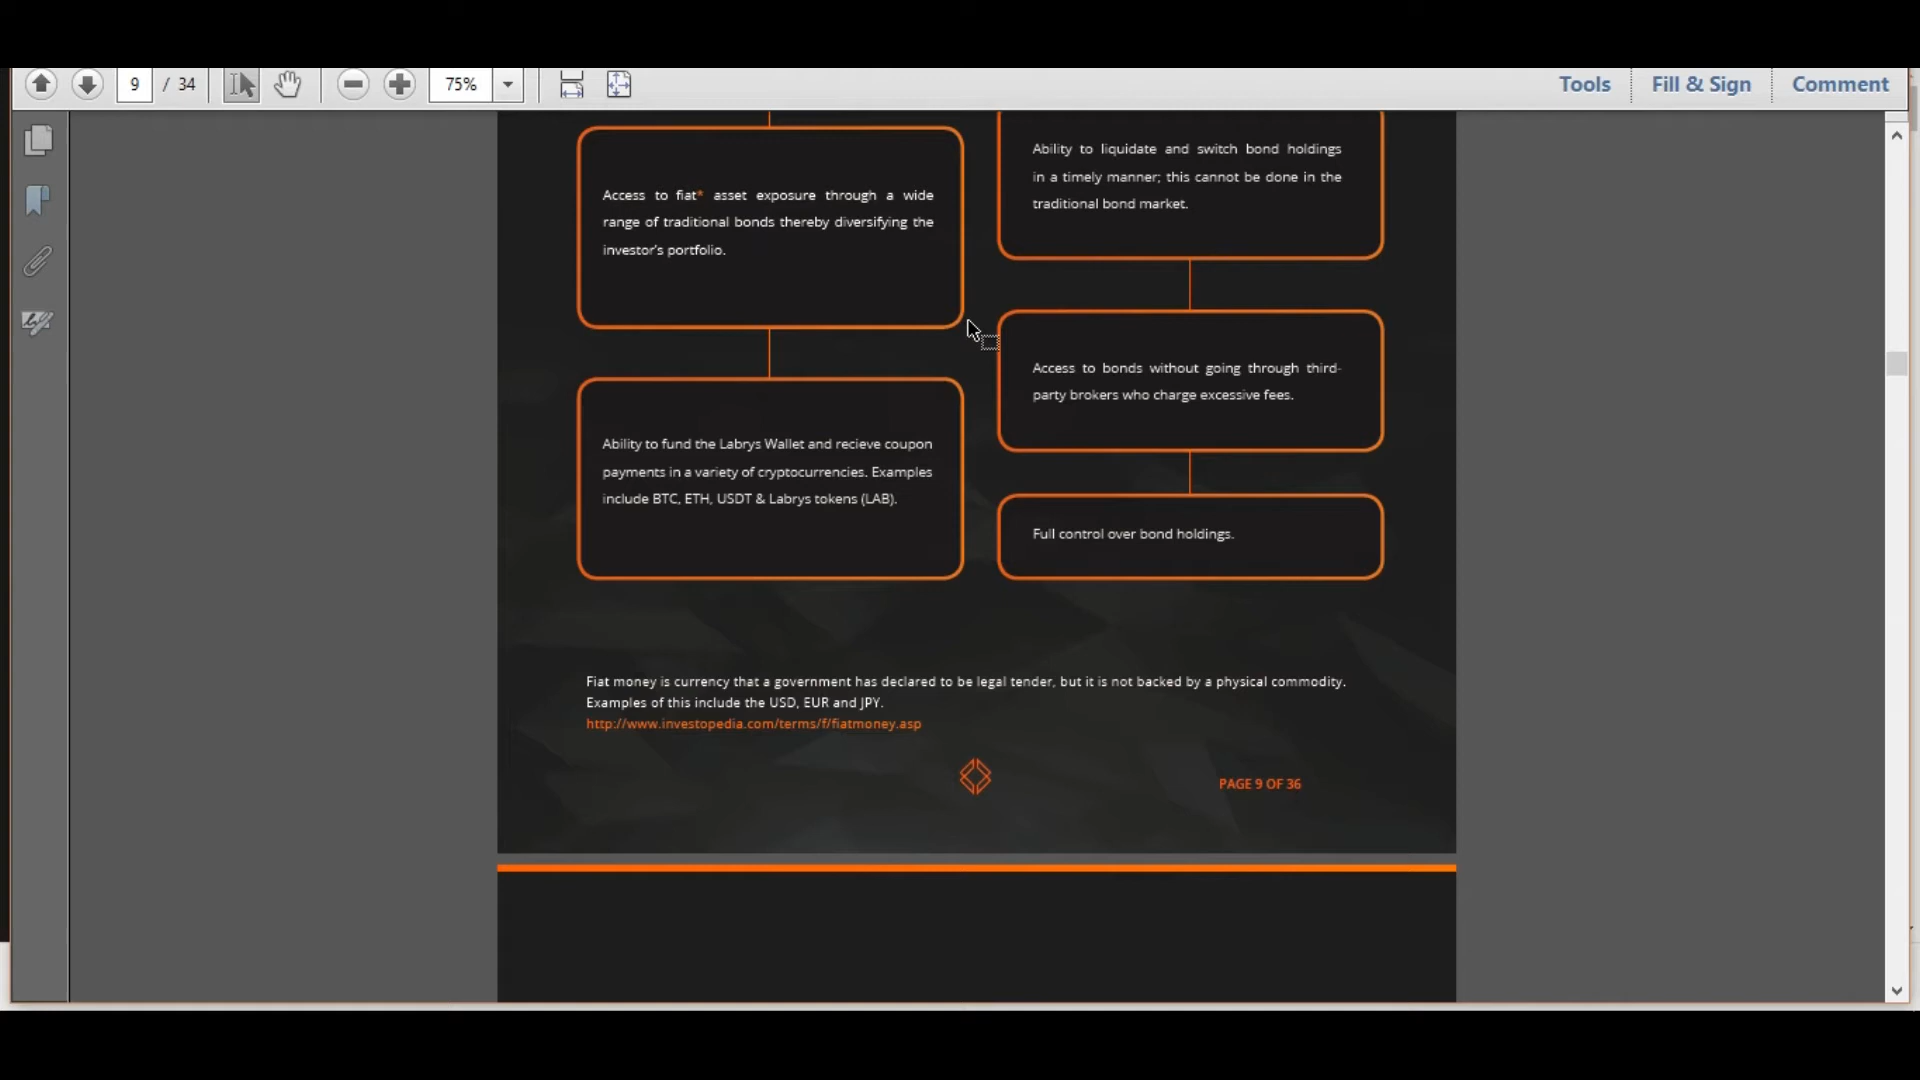 9 / 34
75%
Tools
Fill & Sign
Comment
Access to fiat* asset exposure through a wide
range of traditional bonds thereby diversifying the
investor's portfolio.
Ability to fund the Labrys Wallet and recieve coupon
payments in a variety of cryptocurrencies. Examples
include BTC, ETH, USDT & Labrys tokens (LAB).
Ability to liquidate and switch bond holdings
in a timely manner; this cannot be done in the
traditional bond market.
Access to bonds without going through third-
party brokers who charge excessive fees.
Full control over bond holdings.
Fiat money is currency that a government has declared to be legal tender, but it is not backed by a physical commodity.
Examples of this include the USD, EUR and JPY.
http://www.investopedia.com/terms/f/fiatmoney.asp
PAGE 9 OF 36